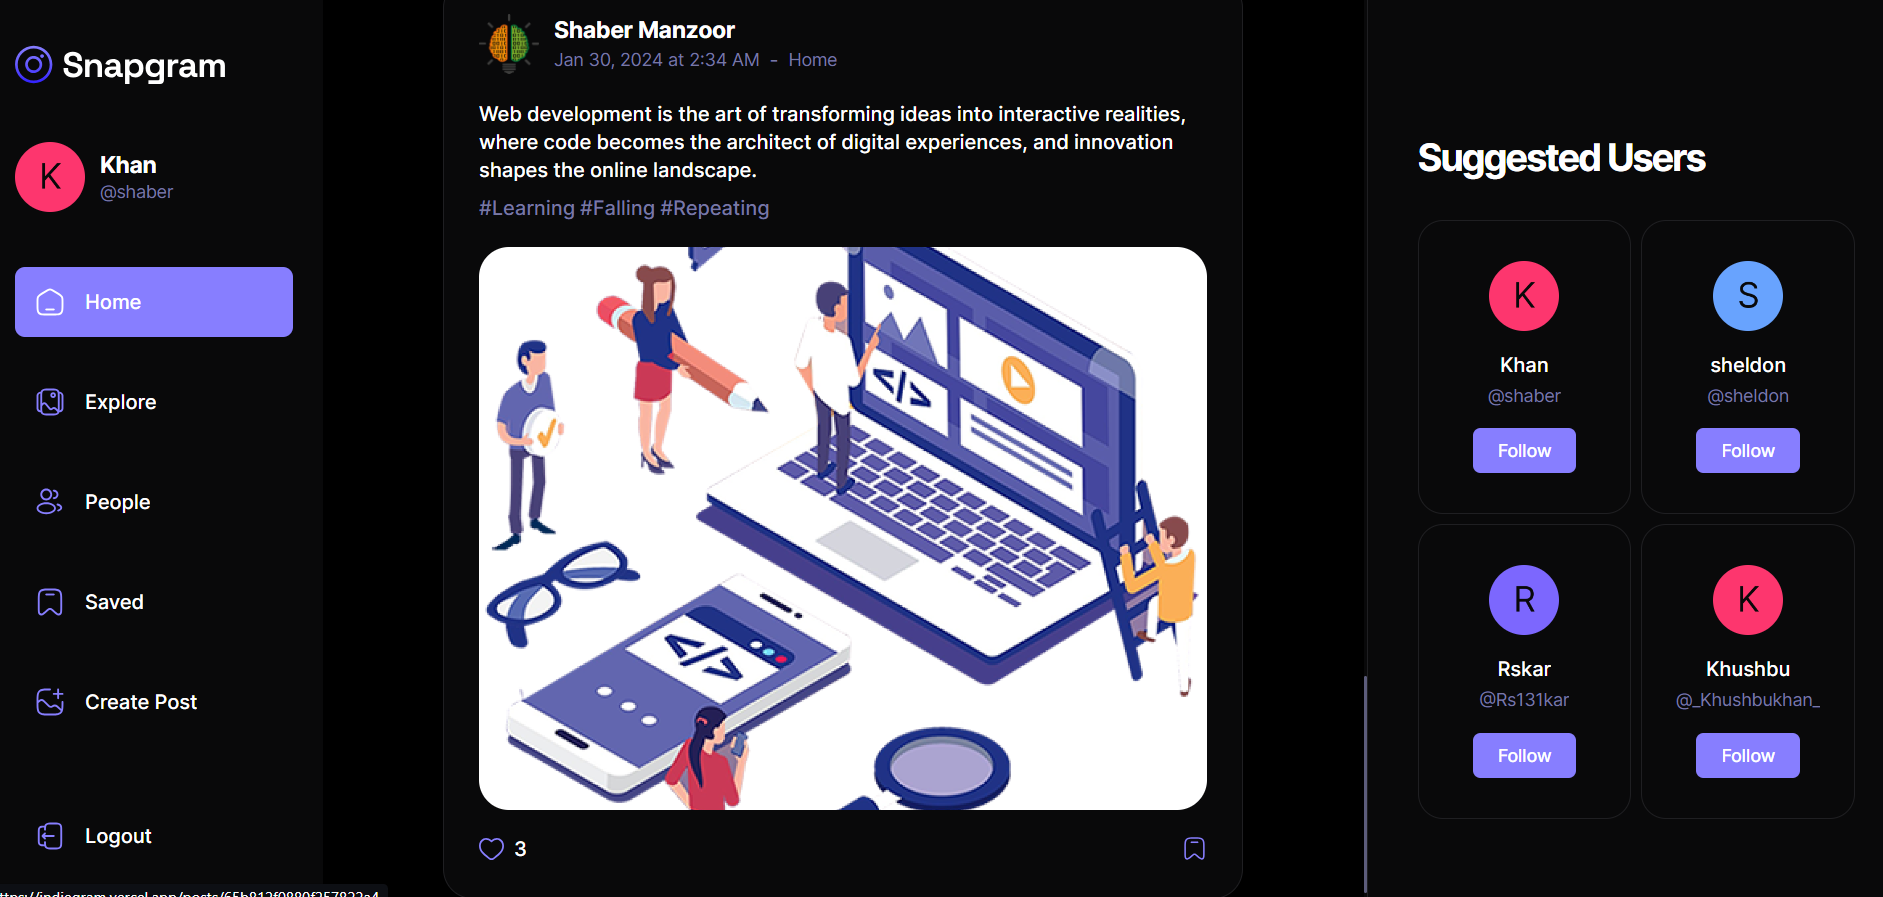 Snapgram
K
Khan
@shaber
Home
Explore
People
Saved
Create Post
Logout
Shaber Manzoor
Jan 30, 2024 at 2:34 AM - Home
Web development is the art of transforming ideas into interactive realities,
where code becomes the architect of digital experiences, and innovation
shapes the online landscape.
#Learning #Falling #Repeating
</>
</>
3
Suggested Users
K
Khan
@shaber
Follow
S
sheldon
@sheldon
Follow
R
Rskar
@Rs131kar
Follow
K
Khushbu
@_Khushbukhan_
Follow